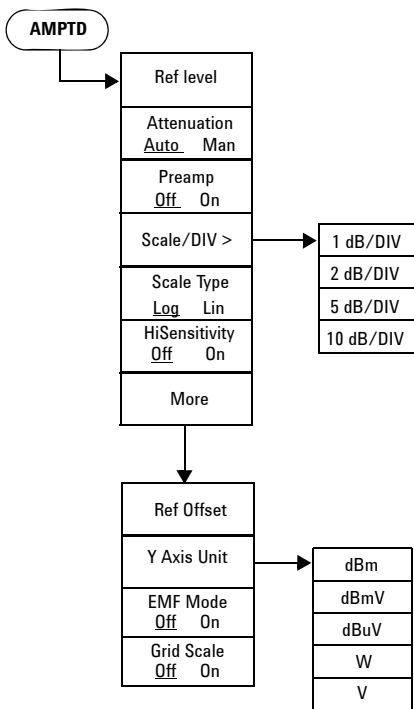 AMPTD
Ref level
Attenuation
Auto Man
Preamp
Off On
Scale/DIV >
Scale Type
Log Lin
HiSensitivity
Off On
More
1 dB/DIV
2 dB/DIV
5 dB/DIV
10 dB/DIV
Ref Offset
Y Axis Unit
EMF Mode
Off On
Grid Scale
Off On
dBm
dBmV
dBuV
W
V